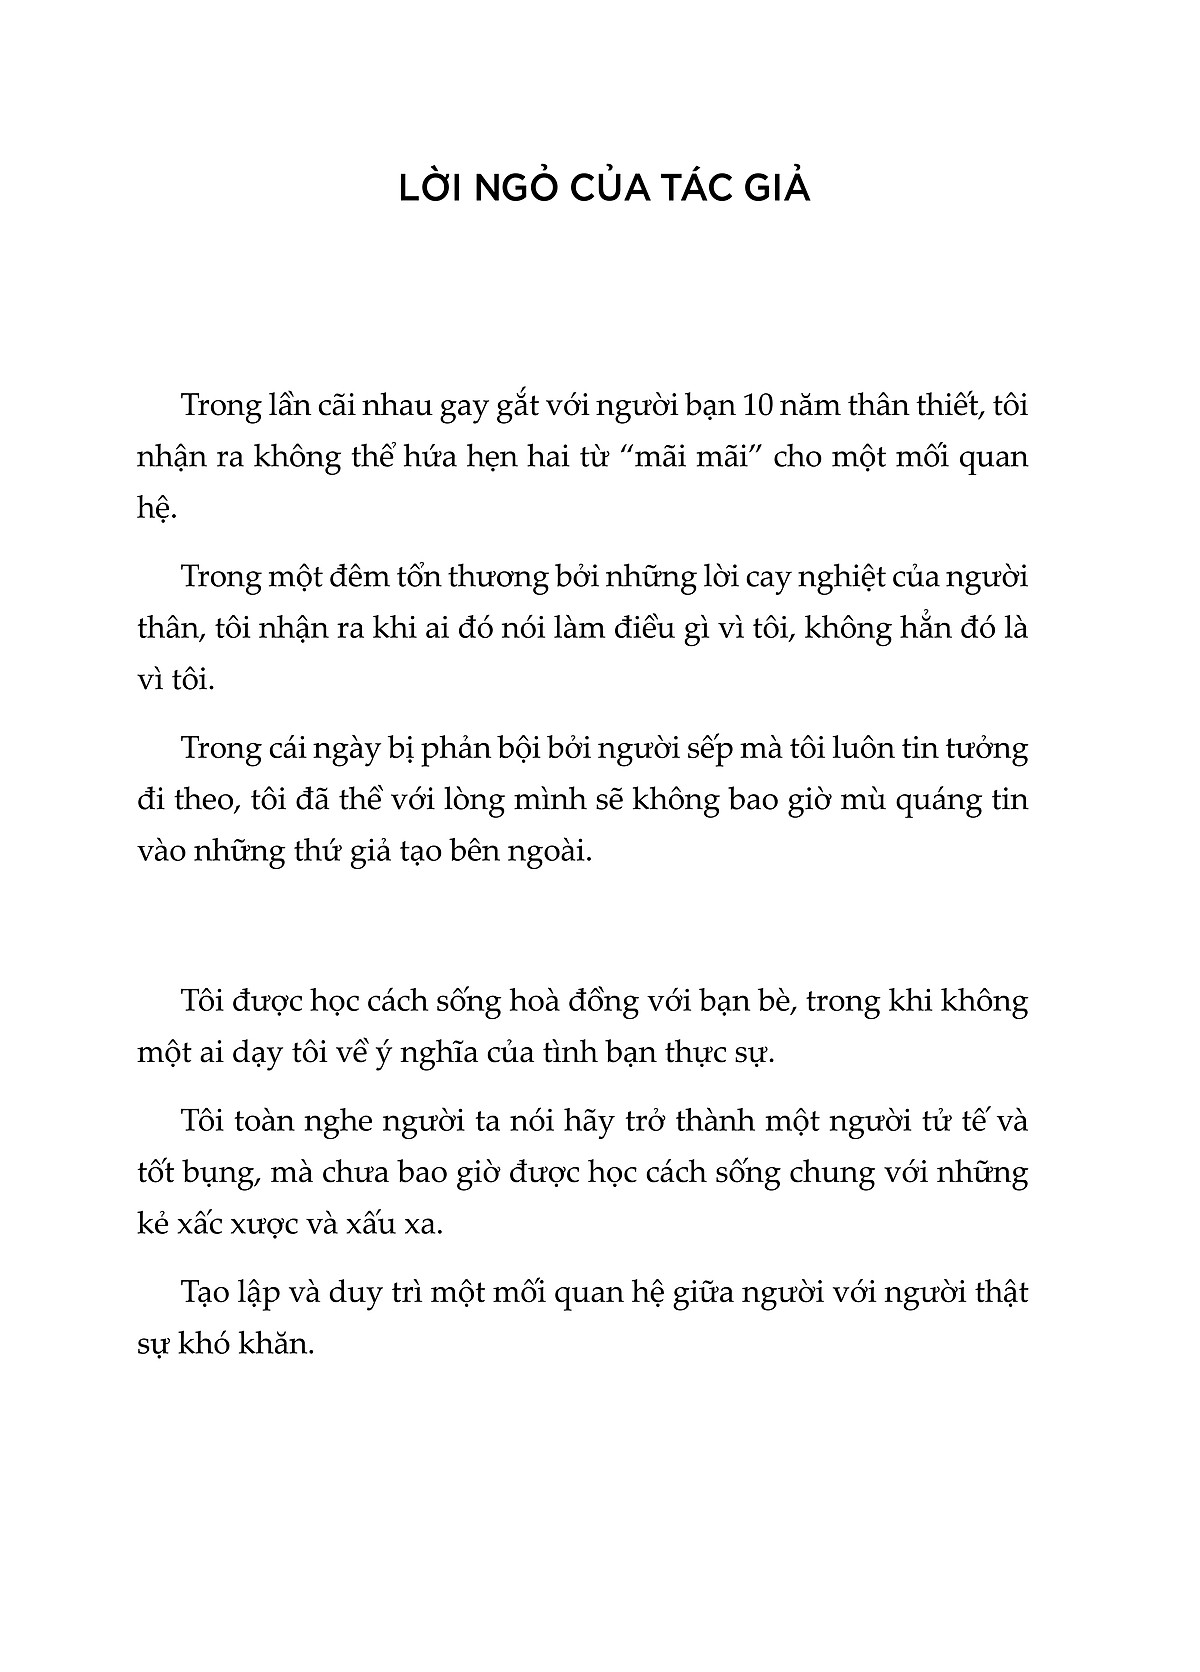 LỜI NGỎ CỦA TÁC GIẢ
Trong lần cãi nhau gay gắt với người bạn 10 năm thân thiết, tôi
nhận ra không thể hứa hẹn hai từ “mãi mãi” cho một mối quan
hệ.
Trong một đêm tổn thương bởi những lời cay nghiệt của người
thân, tôi nhận ra khi ai đó nói làm điều gì vì tôi, không hẳn đó là
vì tôi.
Trong cái ngày bị phản bội bởi người sếp mà tôi luôn tin tưởng
đi theo, tôi đã thề với lòng mình sẽ không bao giờ mù quáng tin
vào những thứ giả tạo bên ngoài.
Tôi được học cách sống hoà đồng với bạn bè, trong khi không
một ai dạy tôi về ý nghĩa của tình bạn thực sự.
Tôi toàn nghe người ta nói hãy trở thành một người tử tế và
tốt bụng, mà chưa bao giờ được học cách sống chung với những
kẻ xấc xược và xấu xa.
Tạo lập và duy trì một mối quan hệ giữa người với người thật
sự khó khăn.